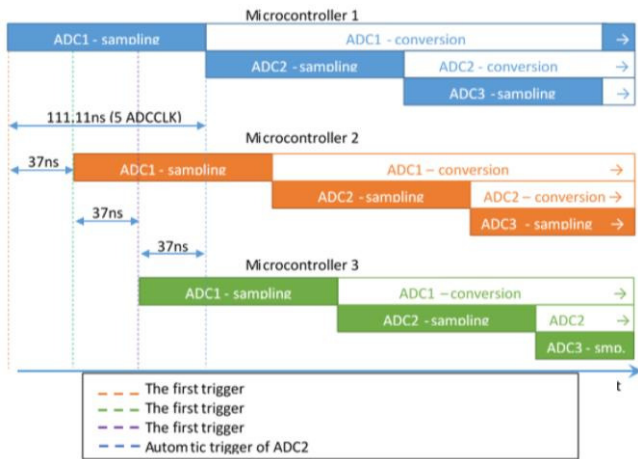 Microcontroller 1
ADC1 - sampling ADC1 - conversion →
ADC2 - sampling ADC2 - conversion →
ADC3 - sampling →
111,11ns (5 ADCCLK)
Microcontroller 2
37ns ADC1 - sampling ADC1 – conversion →
ADC2 - sampling ADC2 – conversion →
37ns ADC3 - sampling →
37ns
Microcontroller 3
ADC1 - sampling ADC1 – conversion →
ADC2 - sampling ADC2 →
ADC3 - smp.
t
The first trigger
The first trigger
The first trigger
Automtic trigger of ADC2